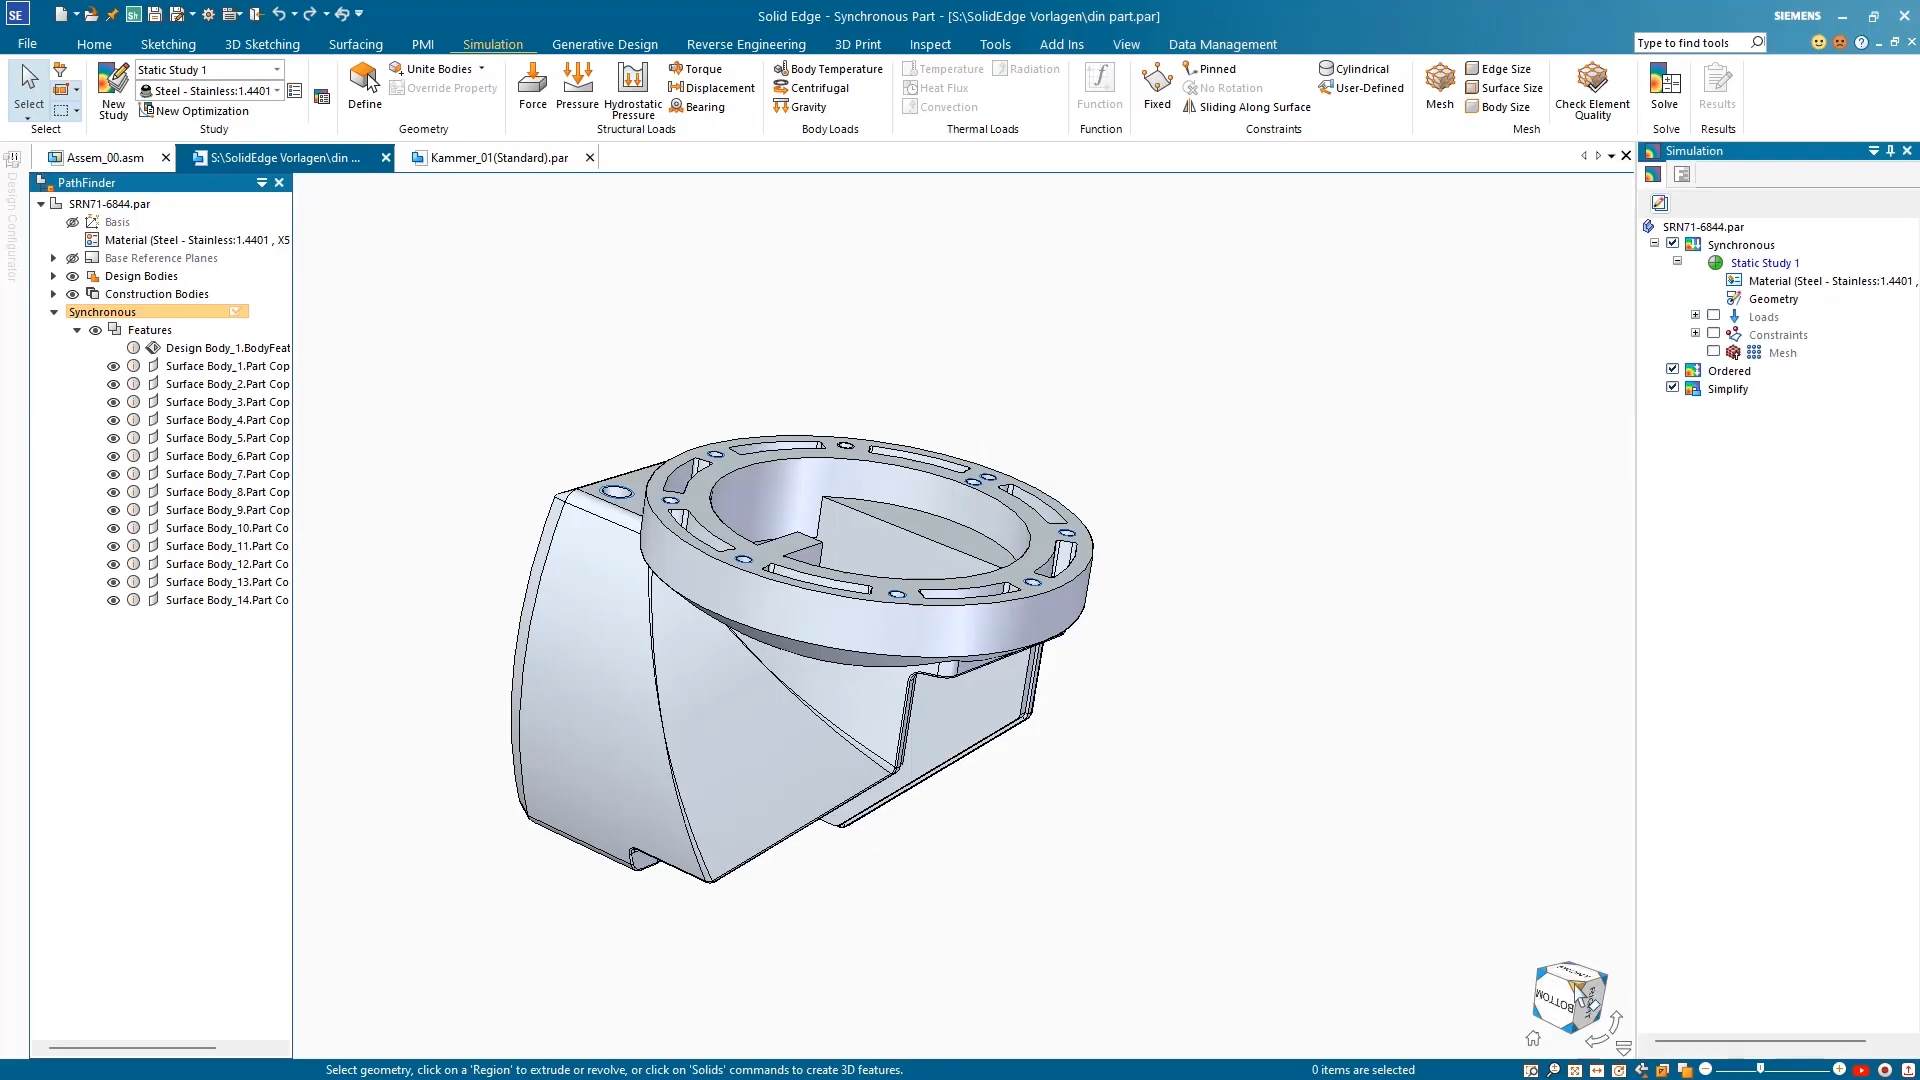 SE
Sh
Solid Edge - Synchronous Part - [S:\SolidEdge Vorlagen\din part.par]
SIEMENS
File
Home
Sketching
3D Sketching
Surfacing
PMI
Simulation
Generative Design
Reverse Engineering
3D Print
Inspect
Tools
Add Ins
View
Data Management
Type to find tools
Select
Select
New Study
Static Study 1
Steel - Stainless:1.4401
New Optimization
Study
Define
Unite Bodies
Override Property
Geometry
Force
Pressure
Hydrostatic Pressure
Torque
Displacement
Bearing
Structural Loads
Body Temperature
Centrifugal
Gravity
Body Loads
Temperature
Radiation
Heat Flux
Convection
Thermal Loads
Function
Function
Fixed
Pinned
No Rotation
Sliding Along Surface
Cylindrical
User-Defined
Constraints
Mesh
Edge Size
Surface Size
Body Size
Check Element Quality
Mesh
Solve
Solve
Results
Results
Assem_00.asm
S:\SolidEdge Vorlagen\din ...
Kammer_01(Standard).par
Design Configurator
PathFinder
SRN71-6844.par
Basis
Material (Steel - Stainless:1.4401 , X5
Base Reference Planes
Design Bodies
Construction Bodies
Synchronous
Features
Design Body_1.BodyFeat
Surface Body_1.Part Cop
Surface Body_2.Part Cop
Surface Body_3.Part Cop
Surface Body_4.Part Cop
Surface Body_5.Part Cop
Surface Body_6.Part Cop
Surface Body_7.Part Cop
Surface Body_8.Part Cop
Surface Body_9.Part Cop
Surface Body_10.Part Co
Surface Body_11.Part Co
Surface Body_12.Part Co
Surface Body_13.Part Co
Surface Body_14.Part Co
Simulation
SRN71-6844.par
Synchronous
Static Study 1
Material (Steel - Stainless:1.4401 ,
Geometry
Loads
Constraints
Mesh
Ordered
Simplify
FRONT
BOTTOM
RIGHT
Select geometry, click on a 'Region' to extrude or revolve, or click on 'Solids' commands to create 3D features.
0 items are selected